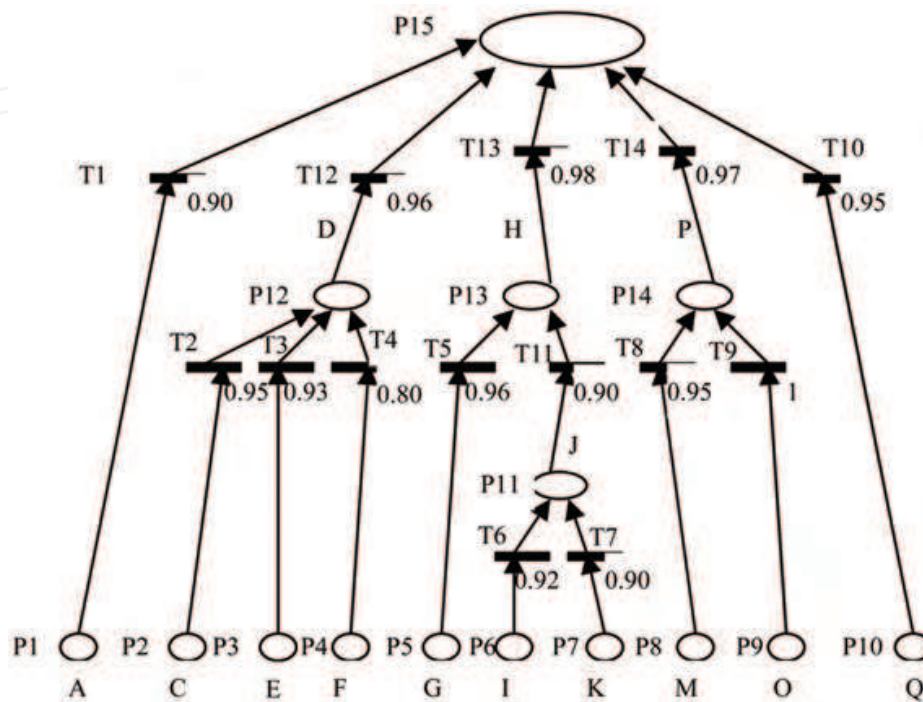 P15
T1 T12 T13 T14 T10
0.90 0.96 0.98 0.97 0.95
D H P
P12 P13 P14
T2 T3 T4 T5 T11 T8 T9
0.95 0.93 0.80 0.96 0.90 0.95 1
J
P11
T6 T7
0.92 0.90
P1 P2 P3 P4 P5 P6 P7 P8 P9 P10
A C E F G I K M O Q